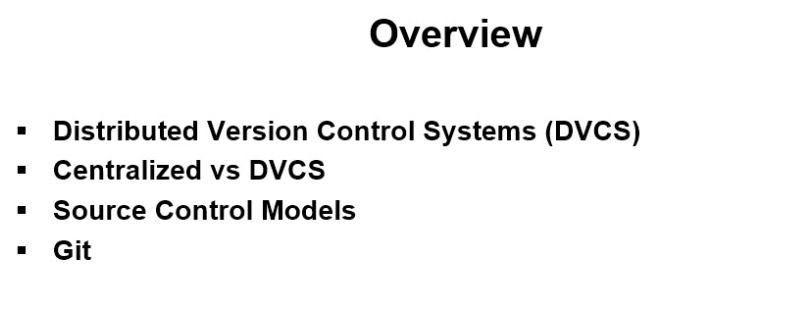 Overview
▪ Distributed Version Control Systems (DVCS)
▪ Centralized vs DVCS
▪ Source Control Models
▪ Git